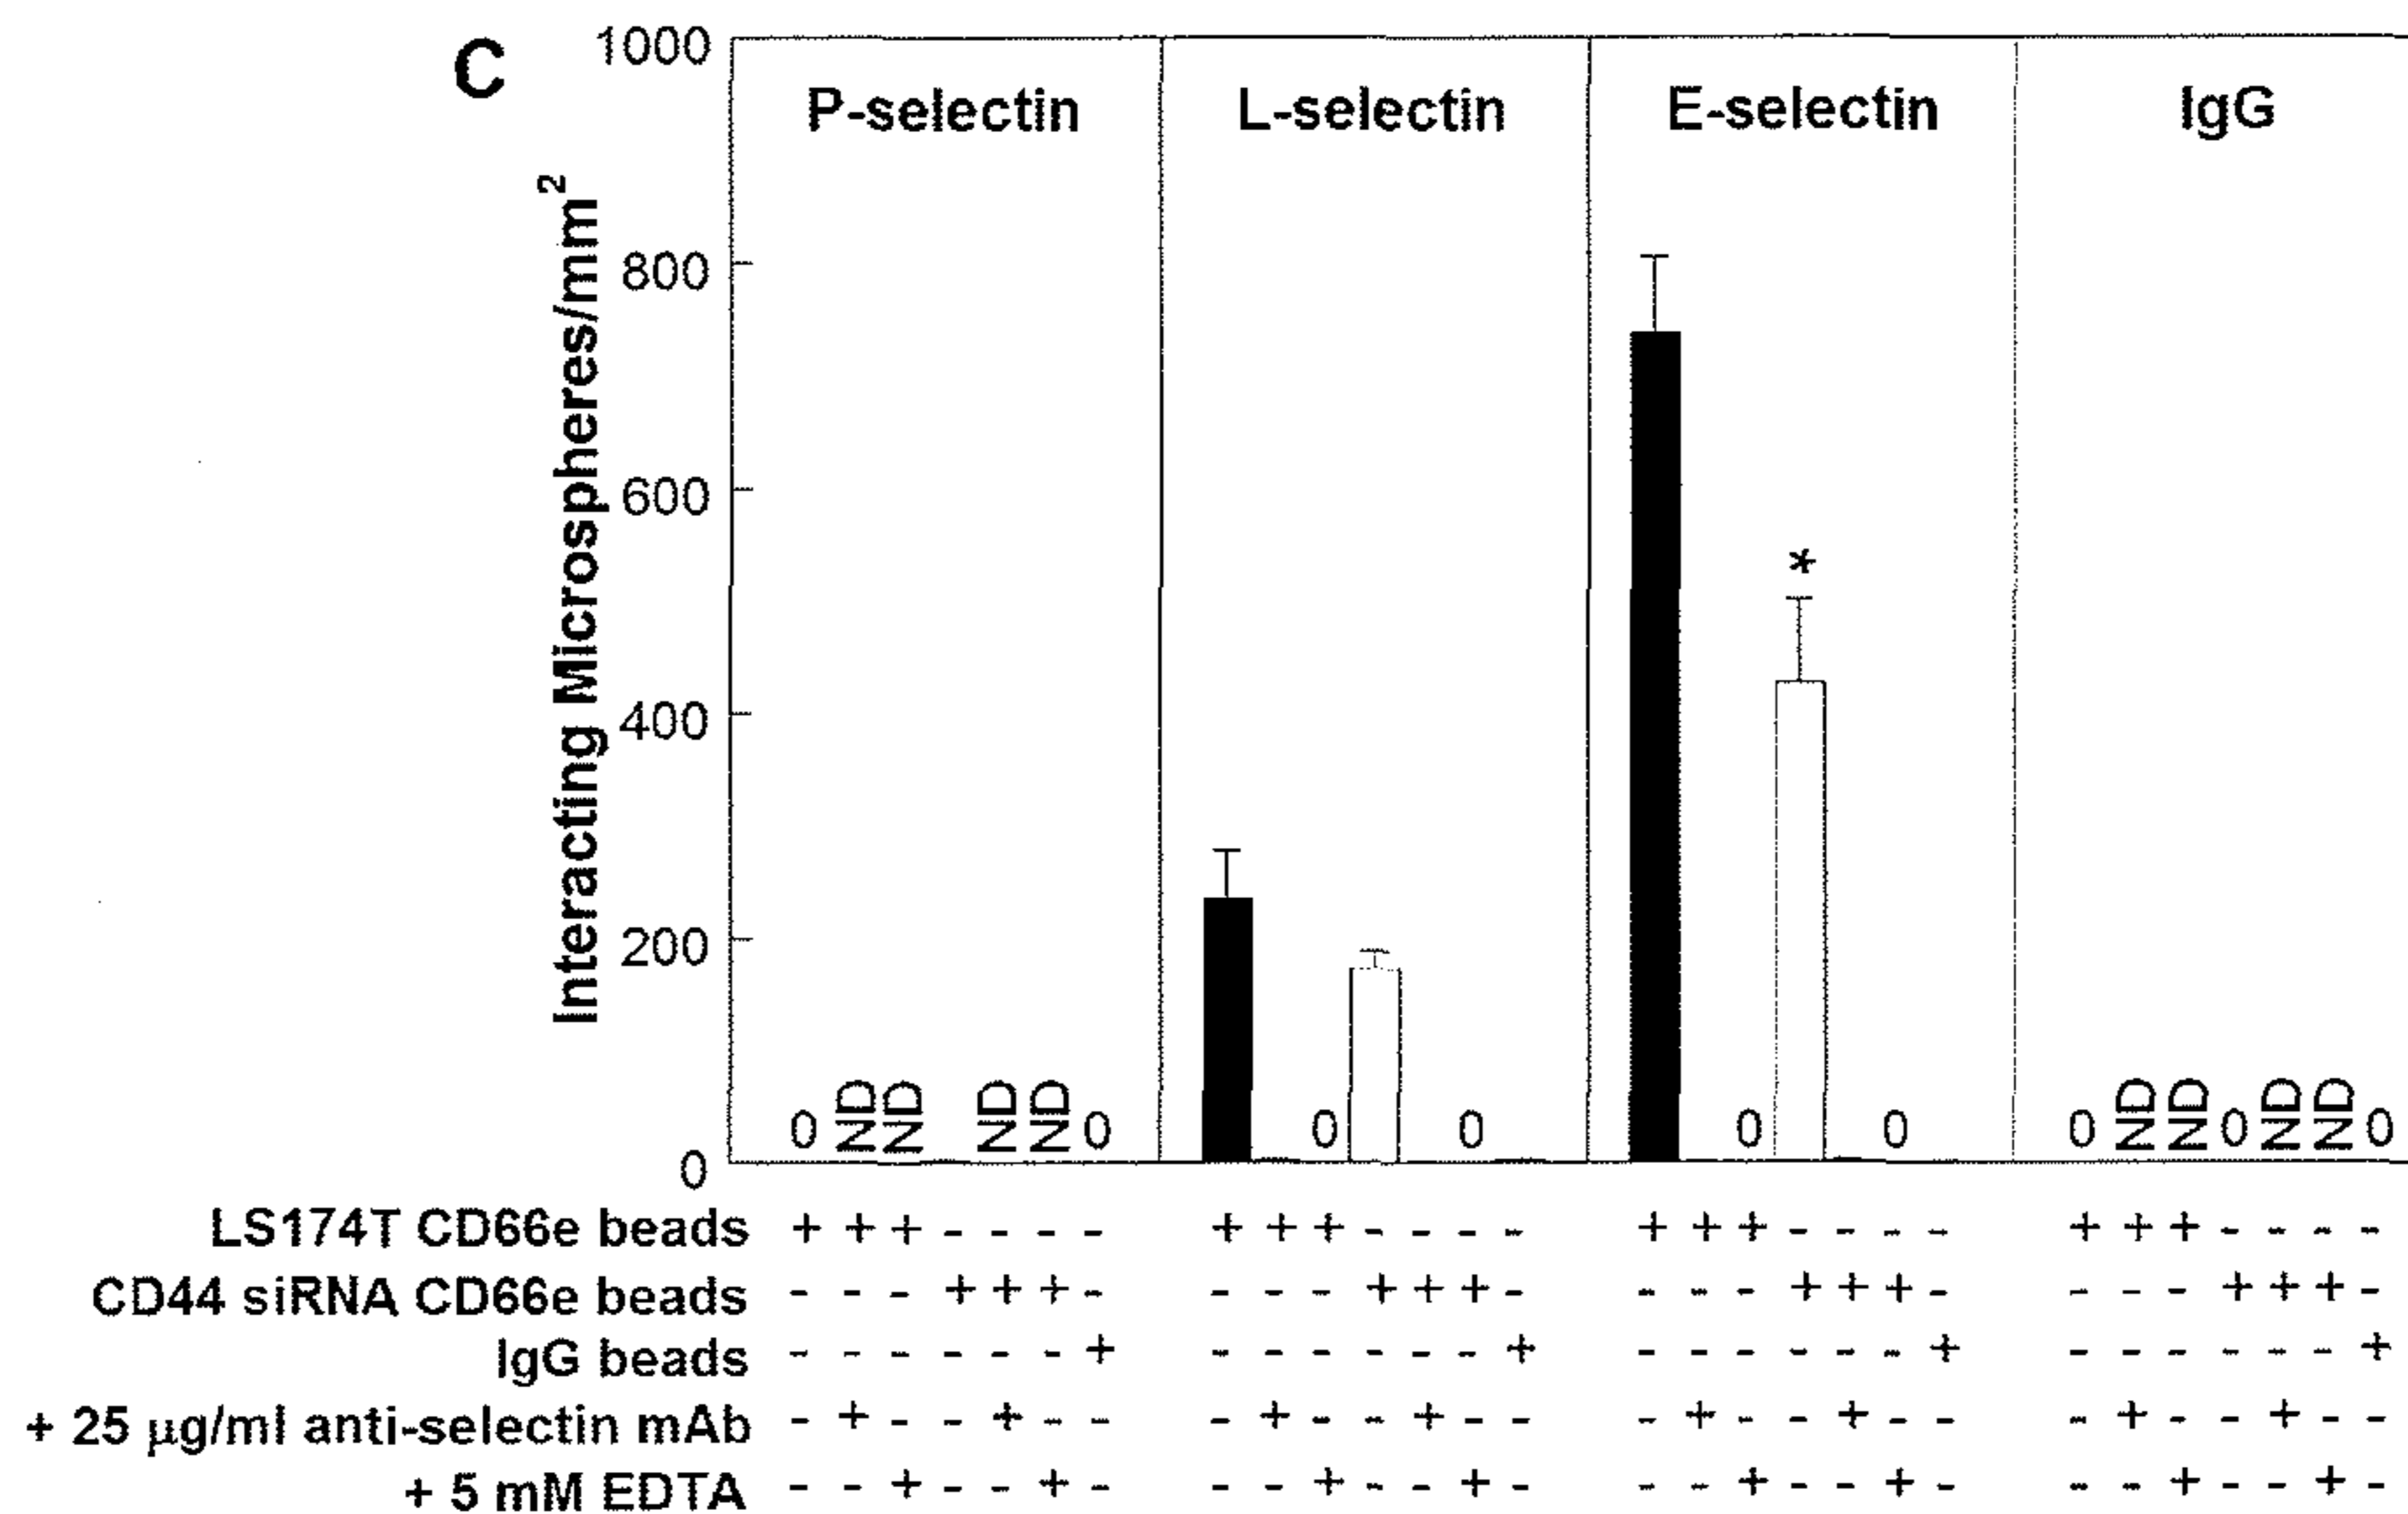 C
P-selectin L-selectin E-selectin IgG
Interacting Microspheres/mm²
1000
800
600
400
200
0
*
0 ND ND ND ND 0 0 0 0 0 0 ND ND 0 ND ND 0
LS174T CD66e beads + + + - - - - + + + - - - - + + + - - - - + + + - - - -
CD44 siRNA CD66e beads - - - + + + - - - - + + + - - - - + + + - - - - + + + -
IgG beads - - - - - - + - - - - - - + - - - - - - + - - - - - - +
+ 25 μg/ml anti-selectin mAb - + - - + - - - + - - + - - - + - - + - - - + - - + - -
+ 5 mM EDTA - - + - - + - - - + - - + - - - + - - + - - - + - - + -